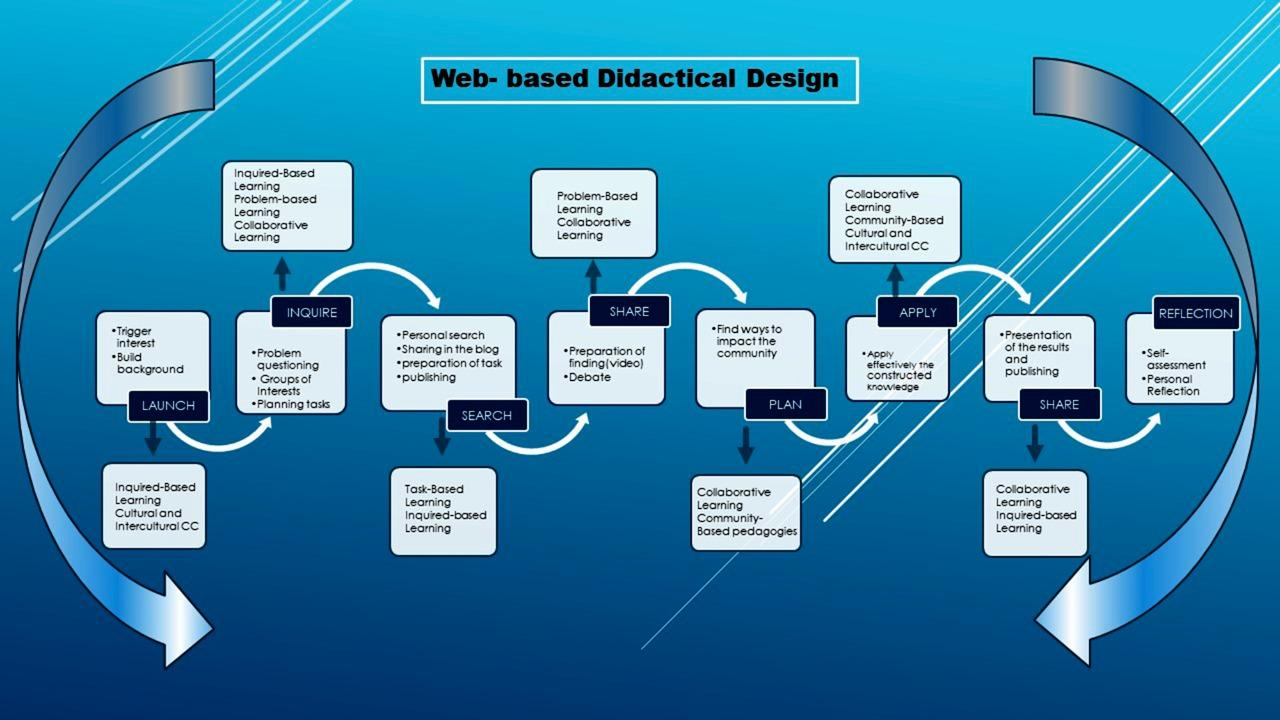 Web- based Didactical Design
Inquired-Based
Learning
Problem-based
Learning
Collaborative
Learning
Problem-Based
Learning
Collaborative
Learning
Collaborative
Learning
Community-Based
Cultural and
Intercultural CC
•Trigger
interest
•Build
background
LAUNCH
INQUIRE
•Problem
questioning
• Groups of
Interests
•Planning tasks
•Personal search
•Sharing in the blog
•preparation of task
•publishing
SEARCH
SHARE
•Preparation of
finding(video)
•Debate
•Find ways to
impact the
community
PLAN
APPLY
•Apply
effectively the
constructed
knowledge
•Presentation
of the results
and
publishing
SHARE
REFLECTION
•Self-
assessment
•Personal
Reflection
Inquired-Based
Learning
Cultural and
Intercultural CC
Task-Based
Learning
Inquired-based
Learning
Collaborative
Learning
Community-
Based pedagogies
Collaborative
Learning
Inquired-based
Learning